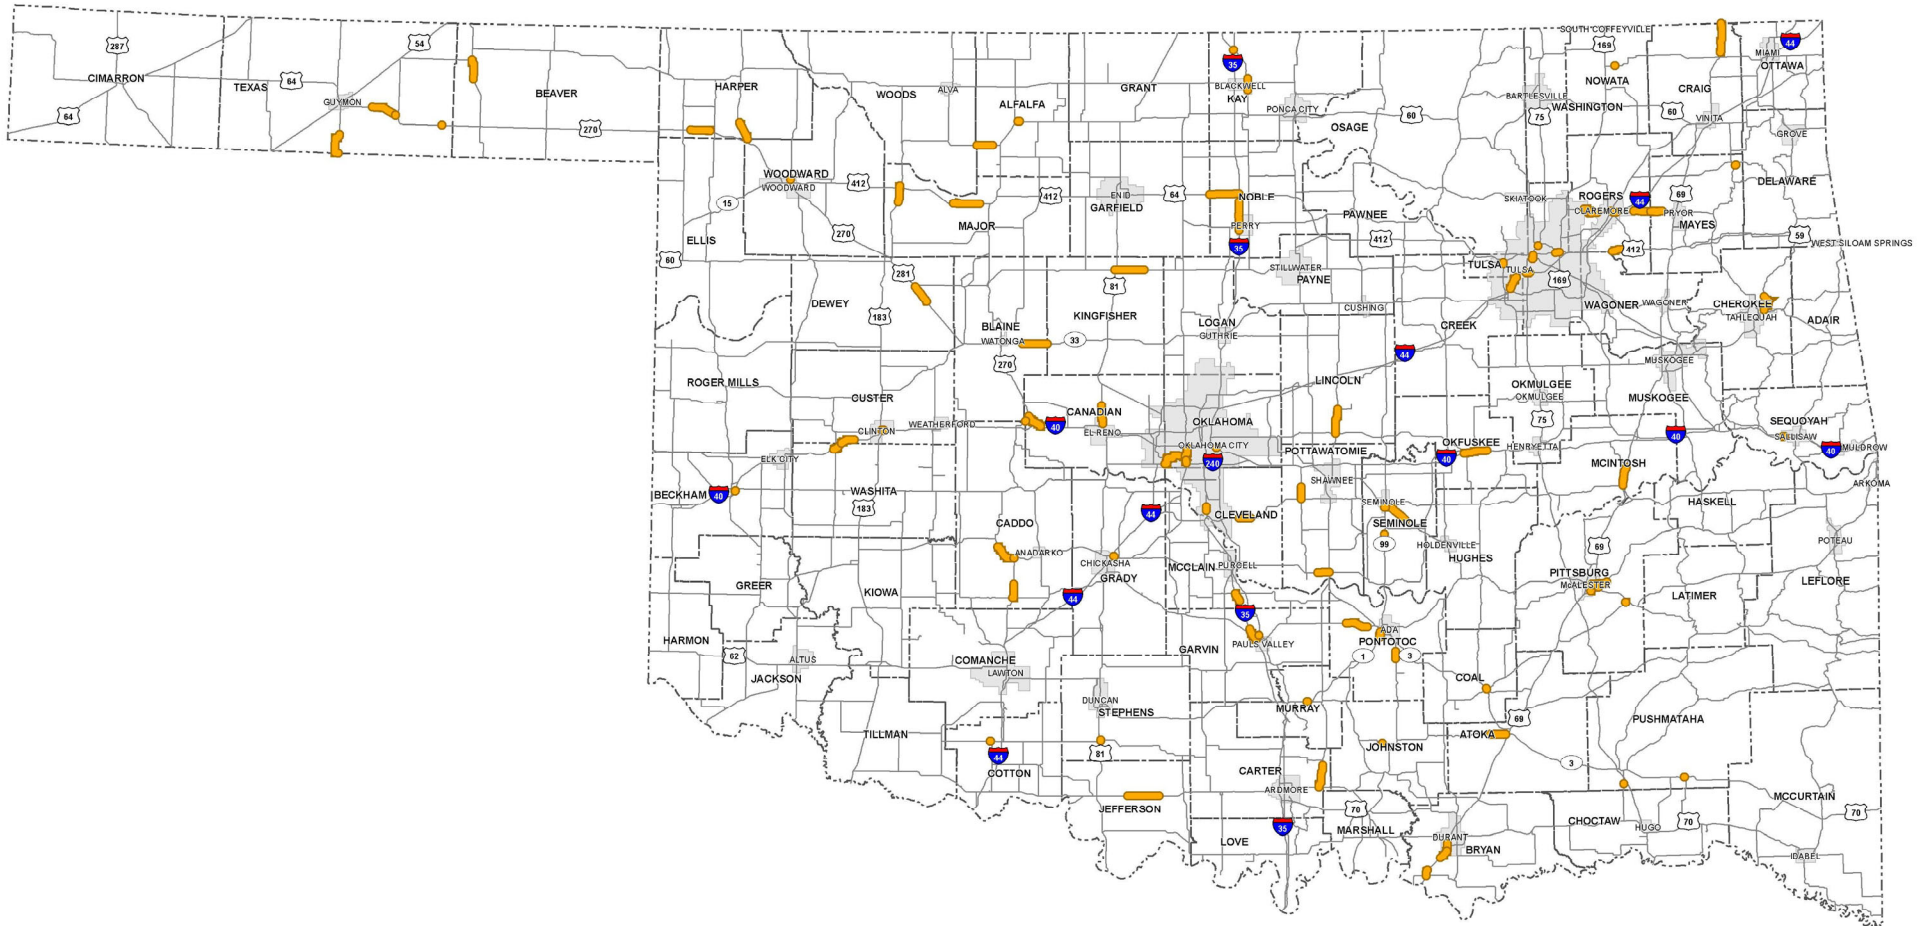 SOUTH COFFEYVILLE
287
54
169
44
MIAMI
OTTAWA
35
CIMARRON
64
TEXAS
BEAVER
HARPER
WOODS
ALVA
GRANT
BLACKWELL
KAY
NOWATA
CRAIG
GUYMON
ALFALFA
PONCA CITY
BARTLESVILLE
WASHINGTON
64
270
60
75
60
VINITA
OSAGE
GROVE
WOODWARD
WOODWARD
412
412
ENID
GARFIELD
64
NOBLE
SKIATOOK
ROGERS
44
69
DELAWARE
15
CLAREMORE
PRYOR
PAWNEE
MAYES
270
MAJOR
PERRY
ELLIS
35
412
412
59
WEST SILOAM SPRINGS
60
281
STILLWATER
PAYNE
TULSA
TULSA
169
81
DEWEY
183
KINGFISHER
CUSHING
WAGONER
WAGONER
CHEROKEE
TAHLEQUAH
ADAIR
BLAINE
WATONGA
33
LOGAN
GUTHRIE
CREEK
270
44
MUSKOGEE
ROGER MILLS
LINCOLN
OKMULGEE
OKMULGEE
MUSKOGEE
CUSTER
CANADIAN
40
EL RENO
OKLAHOMA
75
SEQUOYAH
CLINTON
WEATHERFORD
OKLAHOMA CITY
OKFUSKEE
HENRYETTA
40
SALLISAW
40
MULDROW
ELK CITY
240
POTTAWATOMIE
40
MCINTOSH
BECKHAM
40
WASHITA
SHAWNEE
ARKOMA
183
SEMINOLE
HASKELL
CADDO
44
CLEVELAND
SEMINOLE
99
HOLDENVILLE
HUGHES
69
POTEAU
ANADARKO
CHICKASHA
GRADY
MCCLAIN
PURCELL
PITTSBURG
McALESTER
LATIMER
LEFLORE
GREER
KIOWA
44
35
HARMON
62
ALTUS
JACKSON
COMANCHE
LAWTON
GARVIN
PAULS VALLEY
ADA
PONTOTOC
1
3
COAL
DUNCAN
STEPHENS
MURRAY
69
PUSHMATAHA
TILLMAN
44
COTTON
81
JOHNSTON
ATOKA
3
CARTER
ARDMORE
JEFFERSON
70
MCCURTAIN
70
35
LOVE
MARSHALL
DURANT
BRYAN
CHOCTAW
HUGO
70
IDABEL